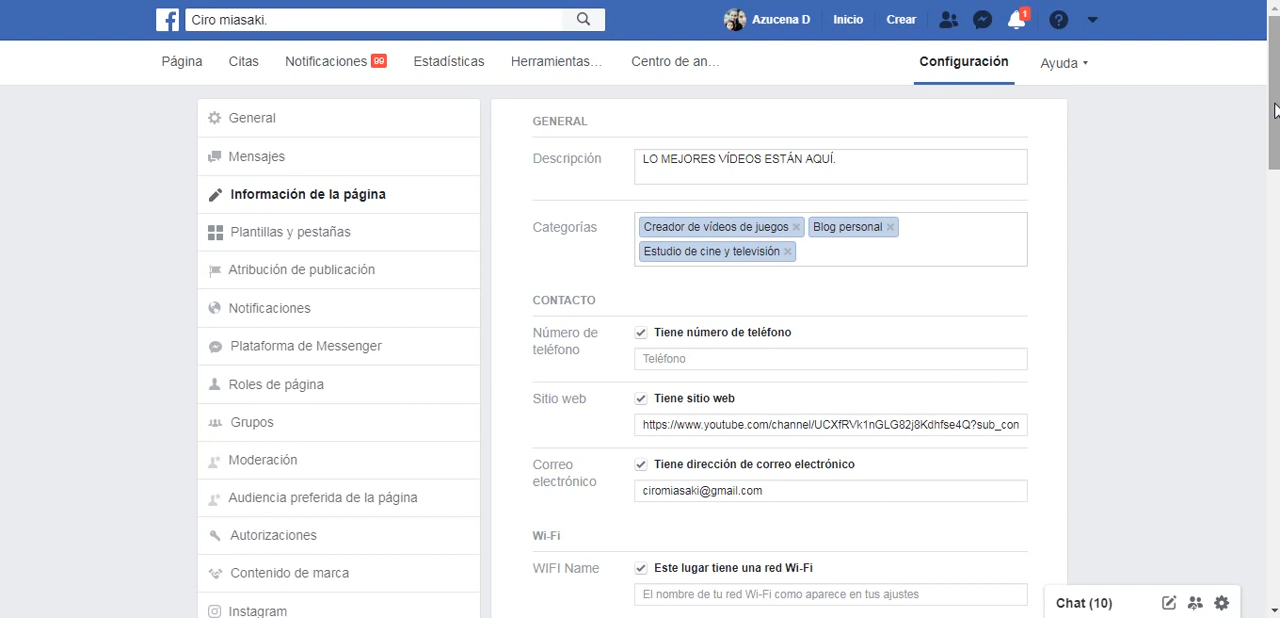 Ciro miasaki.
Azucena D
Inicio
Crear
1
Página
Citas
Notificaciones 99
Estadísticas
Herramientas...
Centro de an...
Configuración
Ayuda
General
Mensajes
Información de la página
Plantillas y pestañas
Atribución de publicación
Notificaciones
Plataforma de Messenger
Roles de página
Grupos
Moderación
Audiencia preferida de la página
Autorizaciones
Contenido de marca
Instagram
GENERAL
Descripción
LO MEJORES VÍDEOS ESTÁN AQUÍ.
Categorías
Creador de vídeos de juegos
Blog personal
Estudio de cine y televisión
CONTACTO
Número de
teléfono
Tiene número de teléfono
Teléfono
Sitio web
Tiene sitio web
https://www.youtube.com/channel/UCXfRVk1nGLG82j8Kdhfse4Q?sub_con
Correo
electrónico
Tiene dirección de correo electrónico
ciromiasaki@gmail.com
Wi-Fi
WIFI Name
Este lugar tiene una red Wi-Fi
El nombre de tu red Wi-Fi como aparece en tus ajustes
Chat (10)